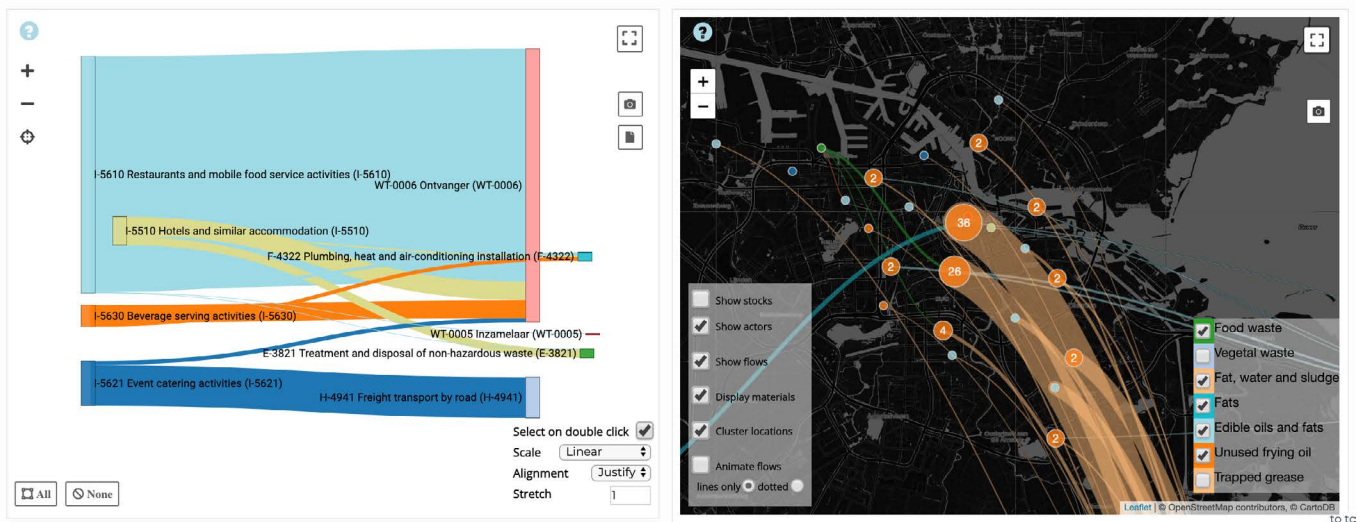 ?
+
−
I-5610 Restaurants and mobile food service activities (I-5610)
WT-0006 Ontvanger (WT-0006)
I-5510 Hotels and similar accommodation (I-5510)
F-4322 Plumbing, heat and air-conditioning installation (F-4322)
I-5630 Beverage serving activities (I-5630)
WT-0005 Inzamelaar (WT-0005)
E-3821 Treatment and disposal of non-hazardous waste (E-3821)
I-5621 Event catering activities (I-5621)
H-4941 Freight transport by road (H-4941)
Select on double click
Scale Linear
Alignment Justify
Stretch 1
All
None
?
+
−
2
2
2
36
2
26
2
4
2
2
Show stocks
Show actors
Show flows
Display materials
Cluster locations
Animate flows
lines only dotted
Food waste
Vegetal waste
Fat, water and sludge
Fats
Edible oils and fats
Unused frying oil
Trapped grease
Leaflet | © OpenStreetMap contributors, © CartoDB